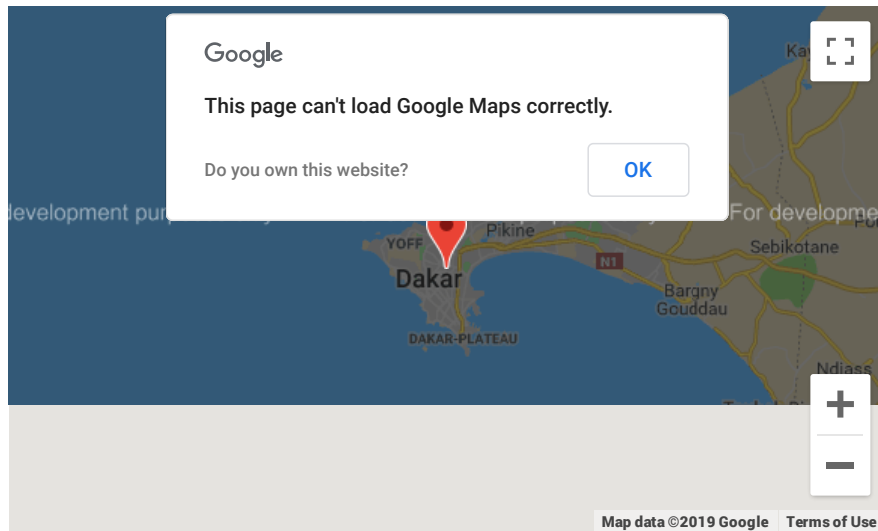 Google
This page can't load Google Maps correctly.
Do you own this website?
OK
development pur
For developme
YOFF
Pikine
Dakar
N1
Sebikotane
Bargny
Gouddau
DAKAR-PLATEAU
Ndiass
Map data ©2019 Google
Terms of Use